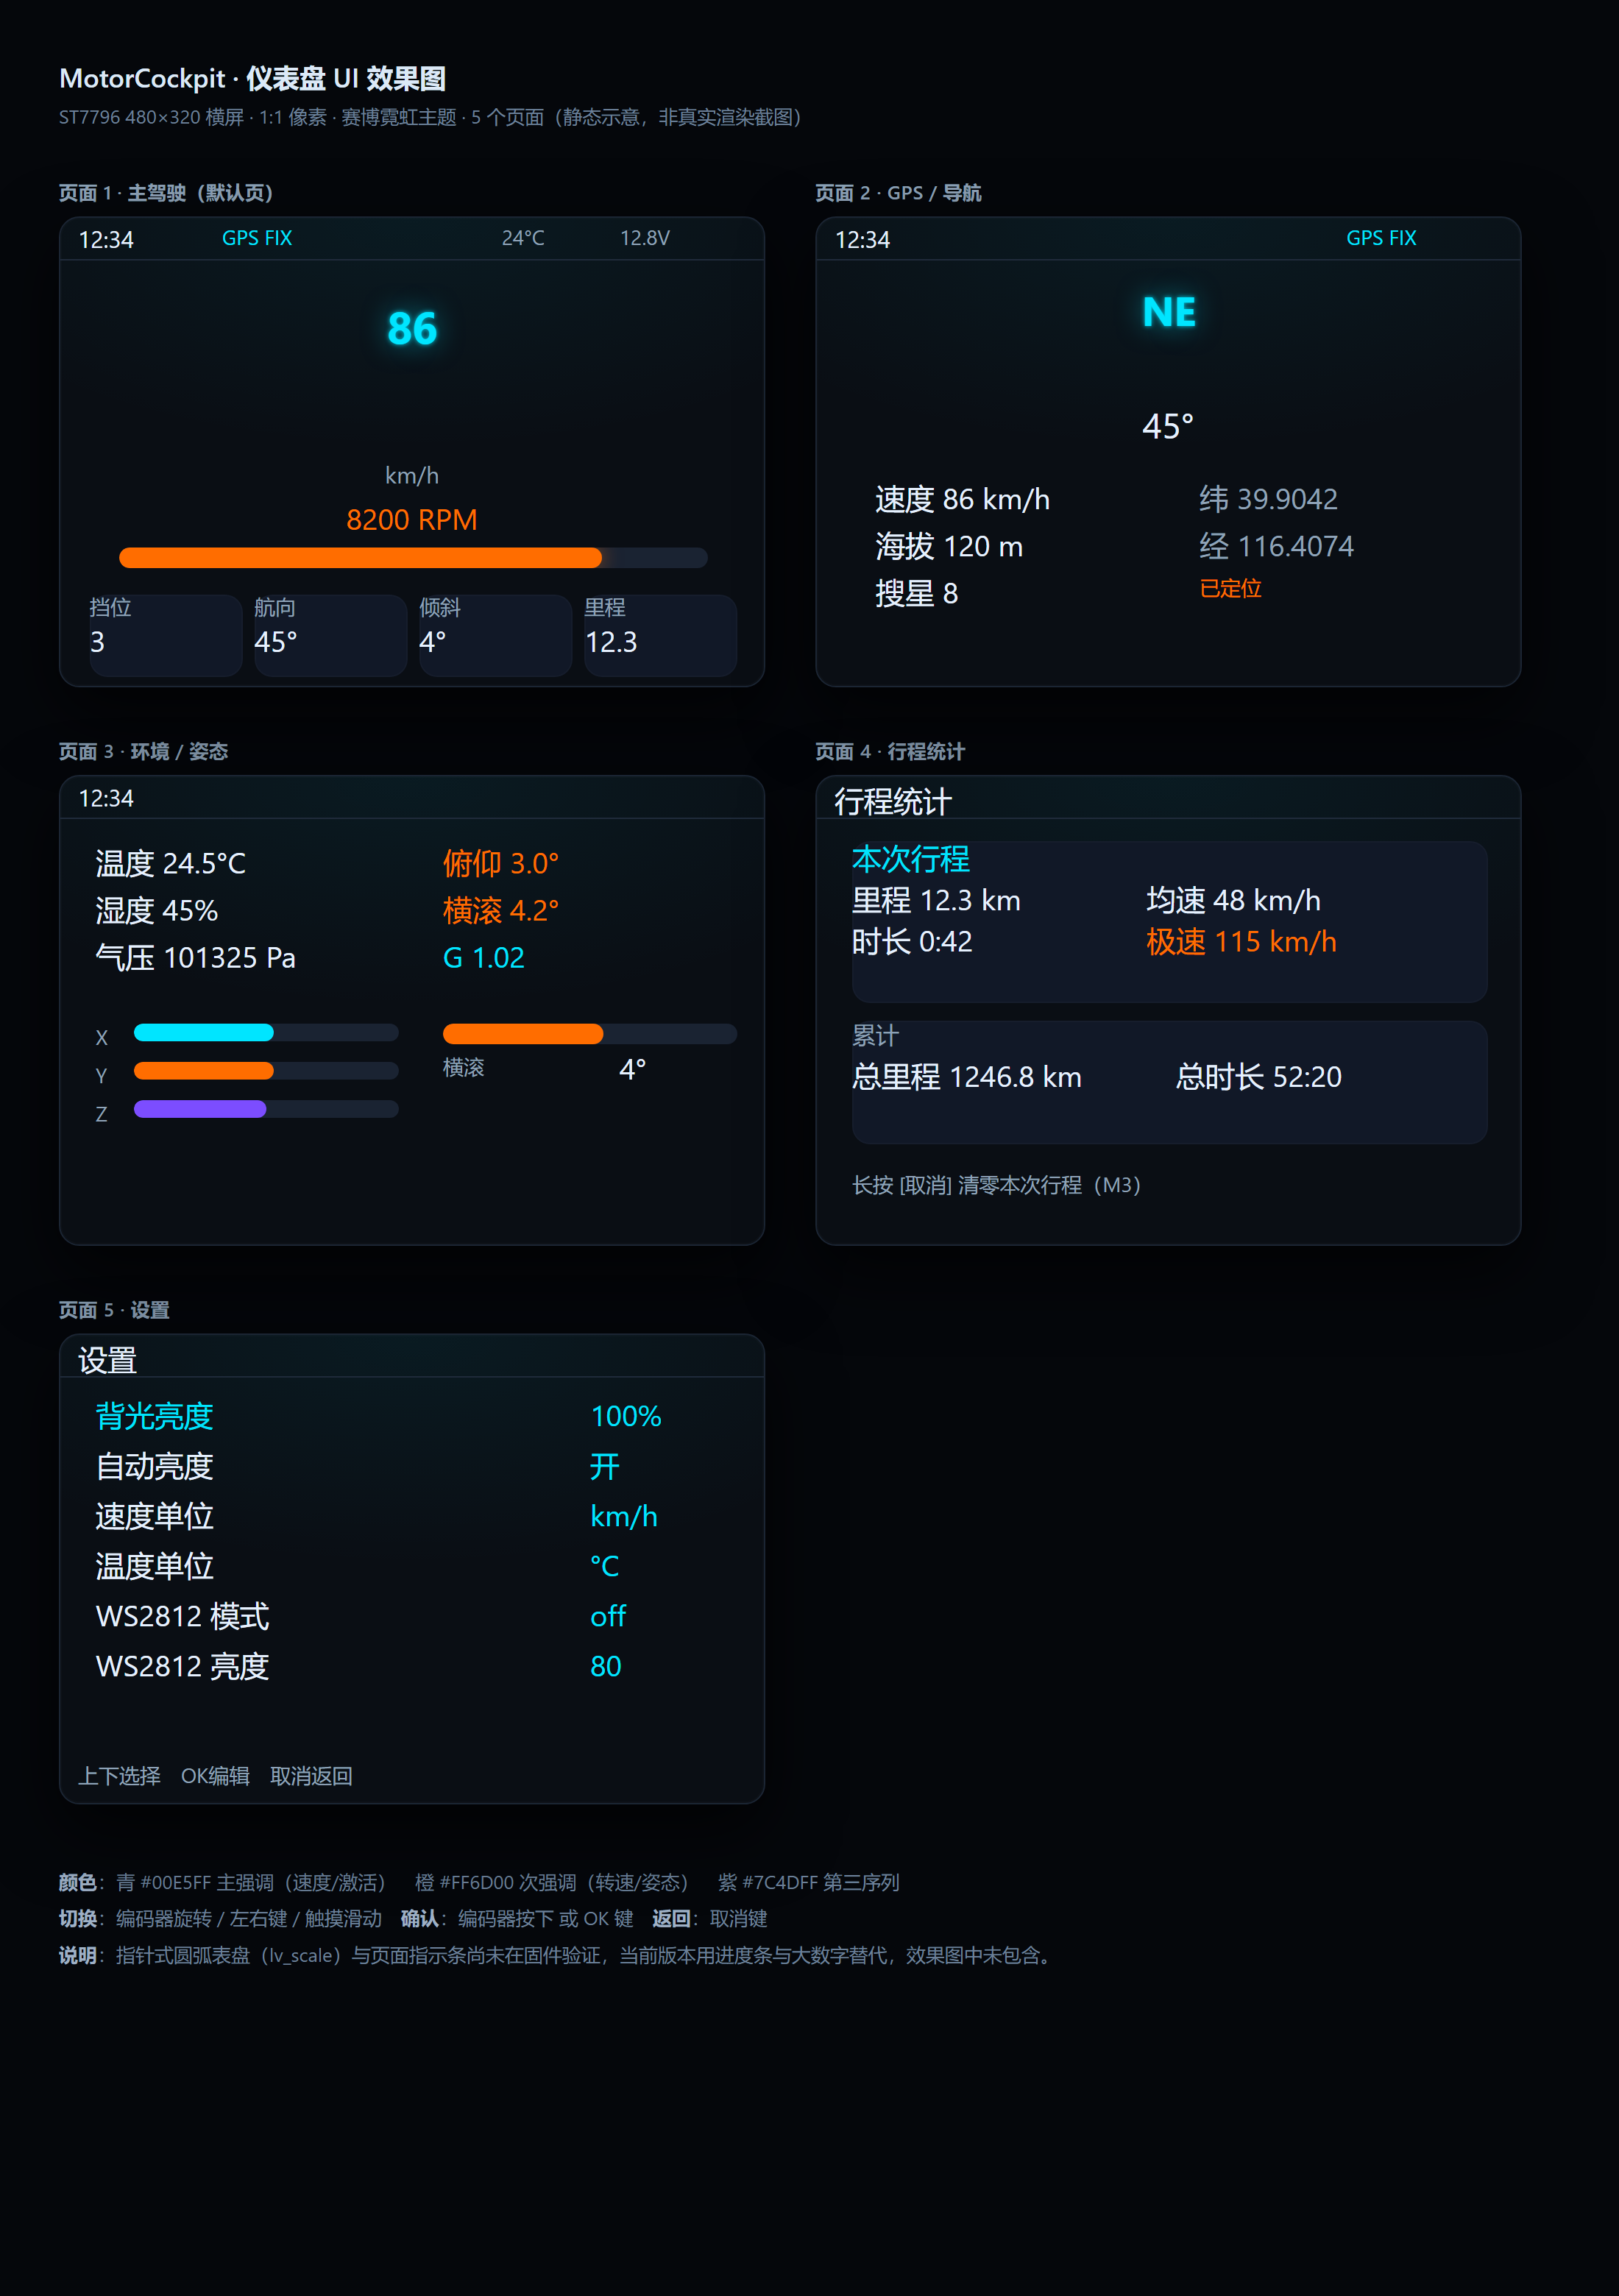 MotorCockpit · 仪表盘 UI 效果图
ST7796 480×320 横屏 · 1:1 像素 · 赛博霓虹主题 · 5 个页面（静态示意，非真实渲染截图）
页面 1 · 主驾驶（默认页）
12:34 GPS FIX 24°C 12.8V
86
km/h
8200 RPM
挡位 航向 倾斜 里程
3 45° 4° 12.3
页面 2 · GPS / 导航
12:34 GPS FIX
NE
45°
速度 86 km/h 纬 39.9042
海拔 120 m 经 116.4074
搜星 8 已定位
页面 3 · 环境 / 姿态
12:34
温度 24.5°C 俯仰 3.0°
湿度 45% 横滚 4.2°
气压 101325 Pa G 1.02
X
Y 横滚 4°
Z
页面 4 · 行程统计
行程统计
本次行程
里程 12.3 km 均速 48 km/h
时长 0:42 极速 115 km/h
累计
总里程 1246.8 km 总时长 52:20
长按 [取消] 清零本次行程（M3）
页面 5 · 设置
设置
背光亮度 100%
自动亮度 开
速度单位 km/h
温度单位 °C
WS2812 模式 off
WS2812 亮度 80
上下选择 OK编辑 取消返回
颜色：青 #00E5FF 主强调（速度/激活） 橙 #FF6D00 次强调（转速/姿态） 紫 #7C4DFF 第三序列
切换：编码器旋转 / 左右键 / 触摸滑动 确认：编码器按下 或 OK 键 返回：取消键
说明：指针式圆弧表盘（lv_scale）与页面指示条尚未在固件验证，当前版本用进度条与大数字替代，效果图中未包含。